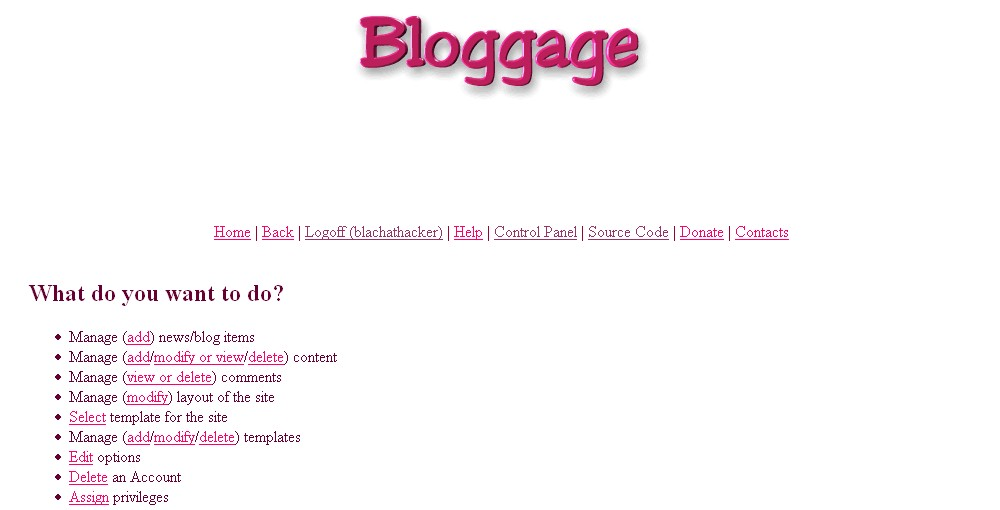 Bloggage
Home | Back | Logoff (blachathacker) | Help | Control Panel | Source Code | Donate | Contacts
What do you want to do?
Manage (add) news/blog items
Manage (add/modify or view/delete) content
Manage (view or delete) comments
Manage (modify) layout of the site
Select template for the site
Manage (add/modify/delete) templates
Edit options
Delete an Account
Assign privileges